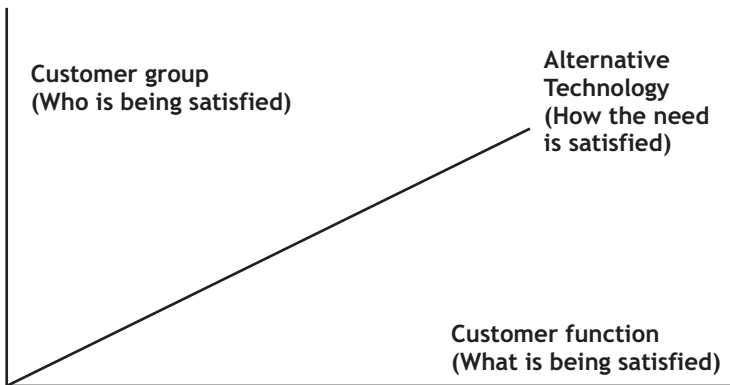 Customer group
(Who is being satisfied)
Alternative
Technology
(How the need
is satisfied)
Customer function
(What is being satisfied)